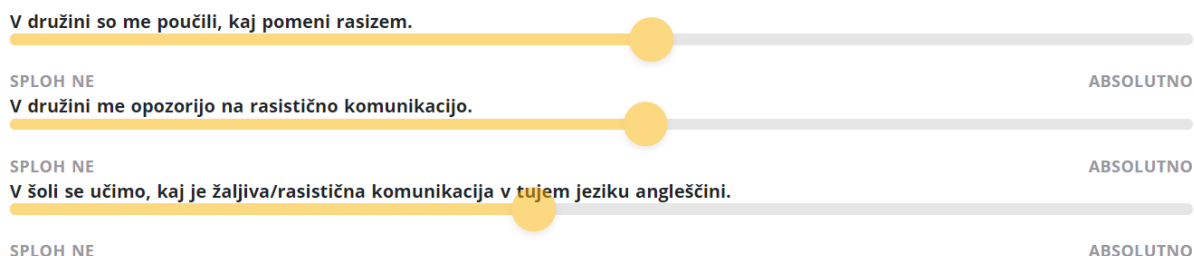 V družini so me poučili, kaj pomeni rasizem.
SPLOH NE ABSOLUTNO
V družini me opozorijo na rasistično komunikacijo.
SPLOH NE ABSOLUTNO
V šoli se učimo, kaj je žaljiva/rasistična komunikacija v tujem jeziku angleščini.
SPLOH NE ABSOLUTNO